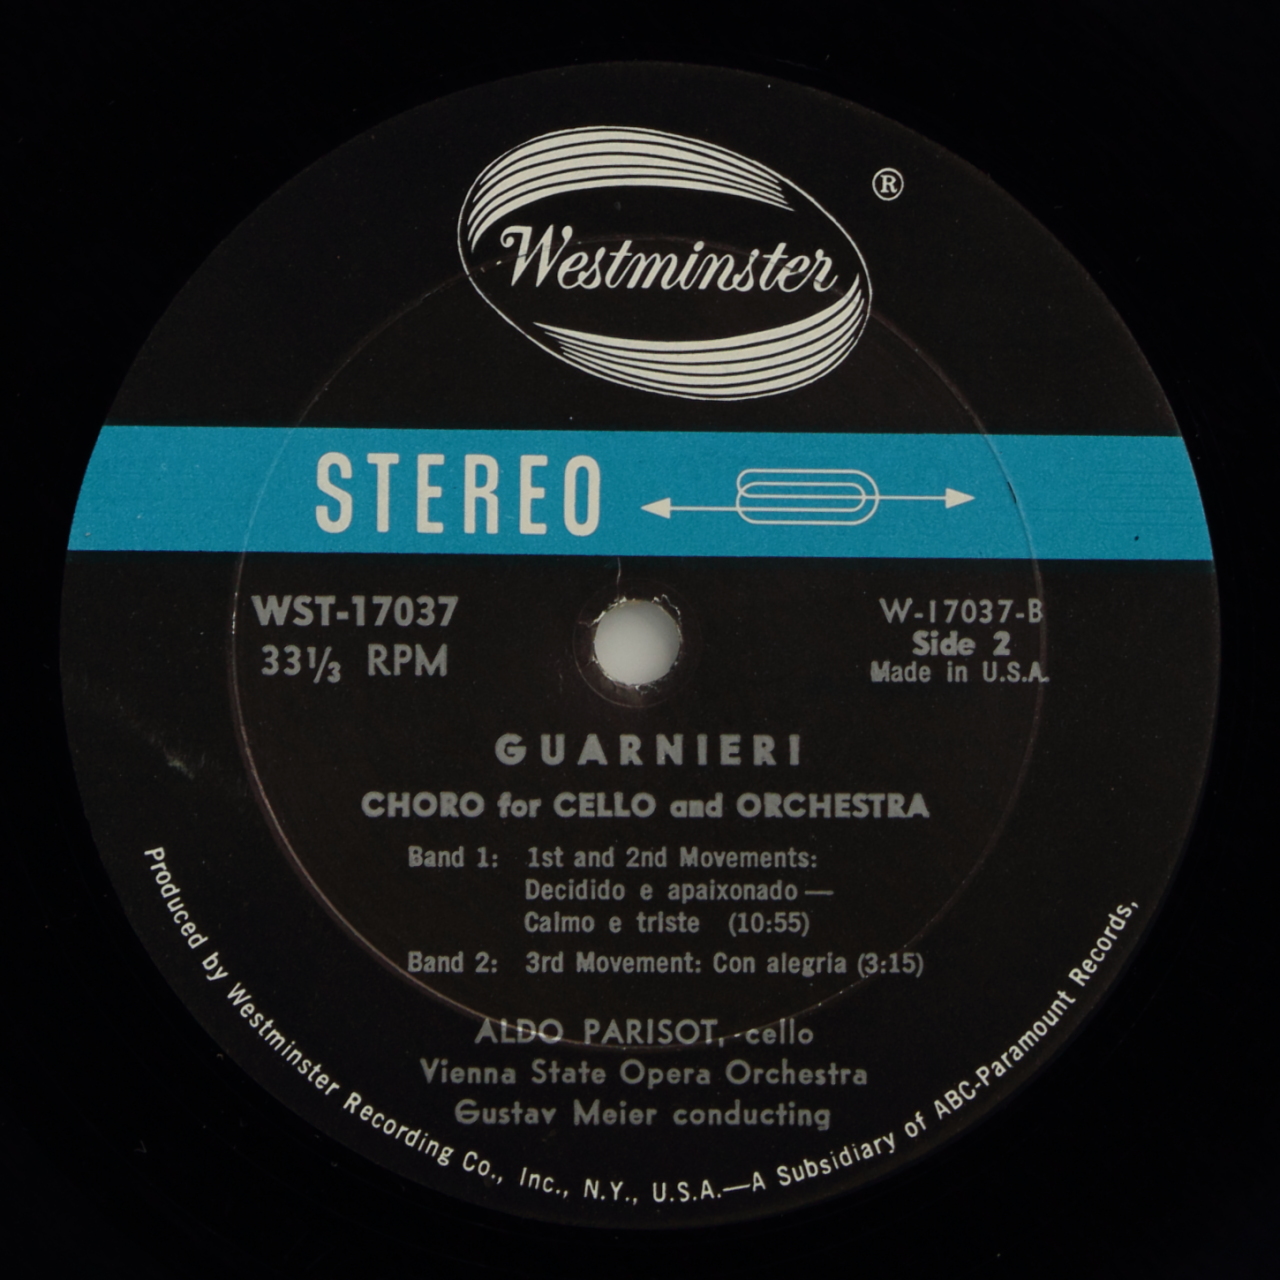 Westminster
®
STEREO
WST-17037
33⅓ RPM
W-17037-B
Side 2
Made in U.S.A.
GUARNIERI
CHORO for CELLO and ORCHESTRA
Band 1: 1st and 2nd Movements:
Decidido e apaixonado —
Calmo e triste (10:55)
Band 2: 3rd Movement: Con alegria (3:15)
ALDO PARISOT, cello
Vienna State Opera Orchestra
Gustav Meier conducting
Produced by Westminster Recording Co., Inc., N.Y., U.S.A.—A Subsidiary of ABC-Paramount Records,